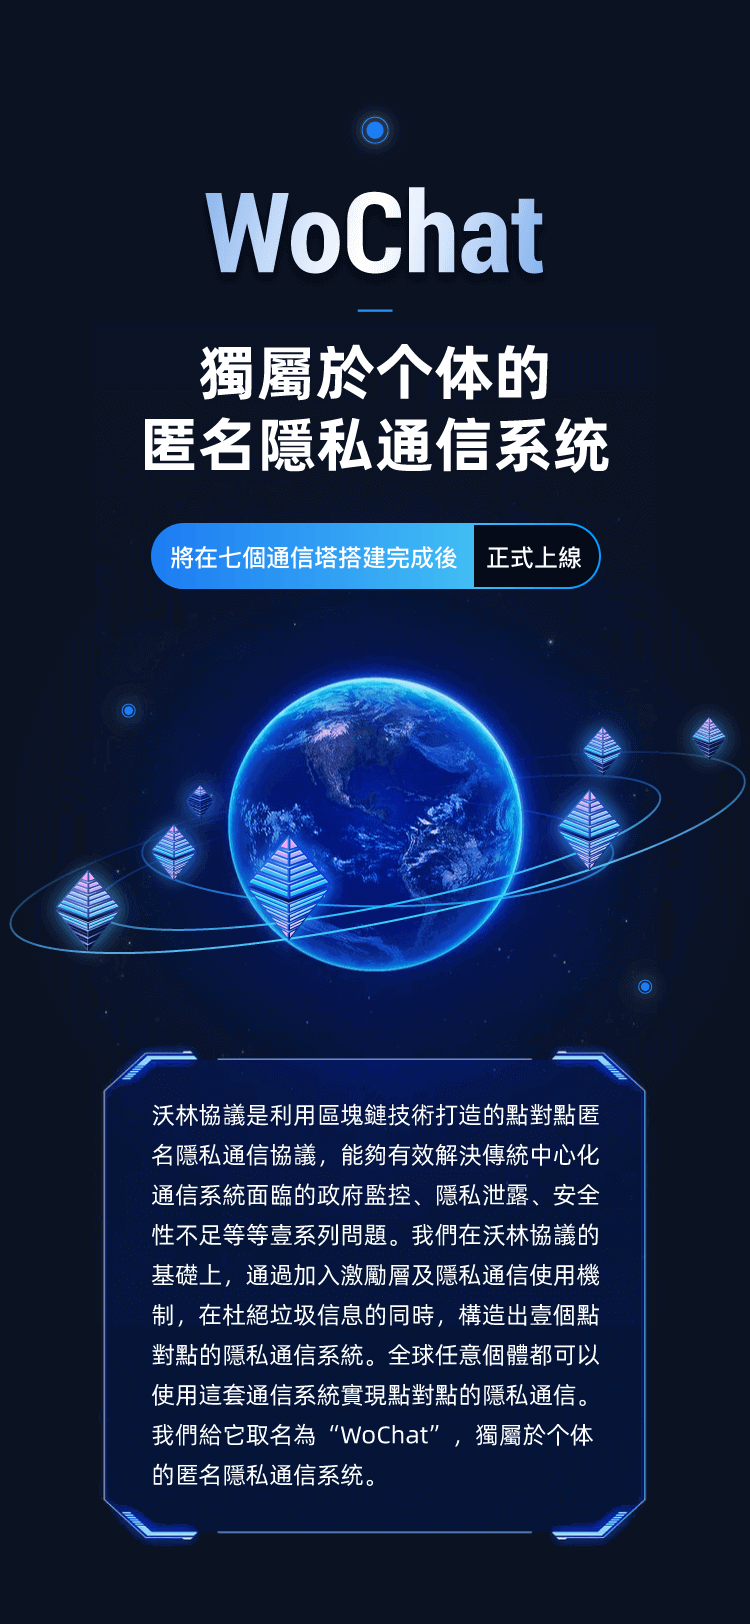 WoChat
獨屬於个体的
匿名隱私通信系统
將在七個通信塔搭建完成後 正式上線
沃林協議是利用區塊鏈技術打造的點對點匿
名隱私通信協議，能夠有效解決傳統中心化
通信系統面臨的政府監控、隱私泄露、安全
性不足等等壹系列問題。我們在沃林協議的
基礎上，通過加入激勵層及隱私通信使用機
制，在杜絕垃圾信息的同時，構造出壹個點
對點的隱私通信系統。全球任意個體都可以
使用這套通信系統實現點對點的隱私通信。
我們給它取名為“WoChat”，獨屬於个体
的匿名隱私通信系统。